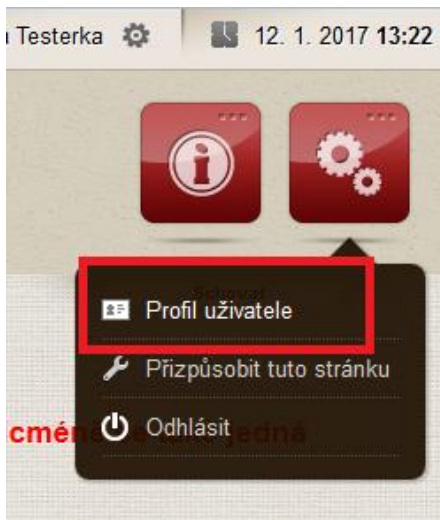 Testerka 12. 1. 2017 13:22
Profil uživatele
Přizpůsobit tuto stránku
Odhlásit